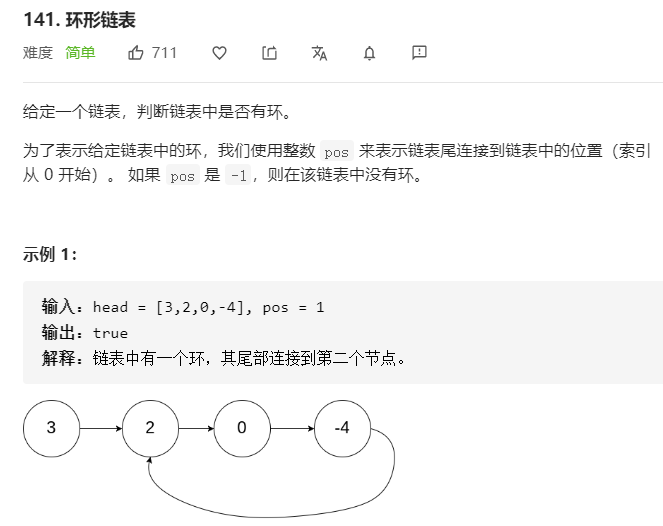 141. 环形链表
难度 简单 711
给定一个链表，判断链表中是否有环。
为了表示给定链表中的环，我们使用整数 pos 来表示链表尾连接到链表中的位置（索引
从 0 开始）。 如果 pos 是 -1，则在该链表中没有环。
示例 1：
输入：head = [3,2,0,-4], pos = 1
输出：true
解释：链表中有一个环，其尾部连接到第二个节点。
3 2 0 -4